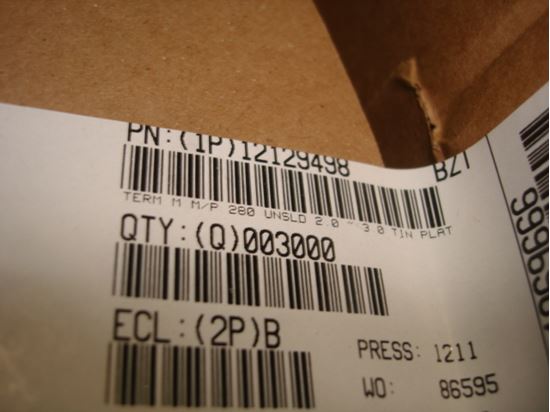 PN:(1P)12129498 BZT
TERM M M/P 280 UNSLD 2.0 ~ 3.0 TIN PLAT
QTY:(Q)003000
ECL:(2P)B
PRESS: 1211
WO: 86595